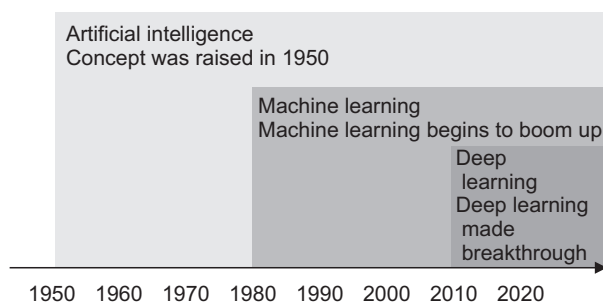 Artificial intelligence
Concept was raised in 1950
Machine learning
Machine learning begins to boom up
Deep
learning
Deep learning
made
breakthrough
1950 1960 1970 1980 1990 2000 2010 2020